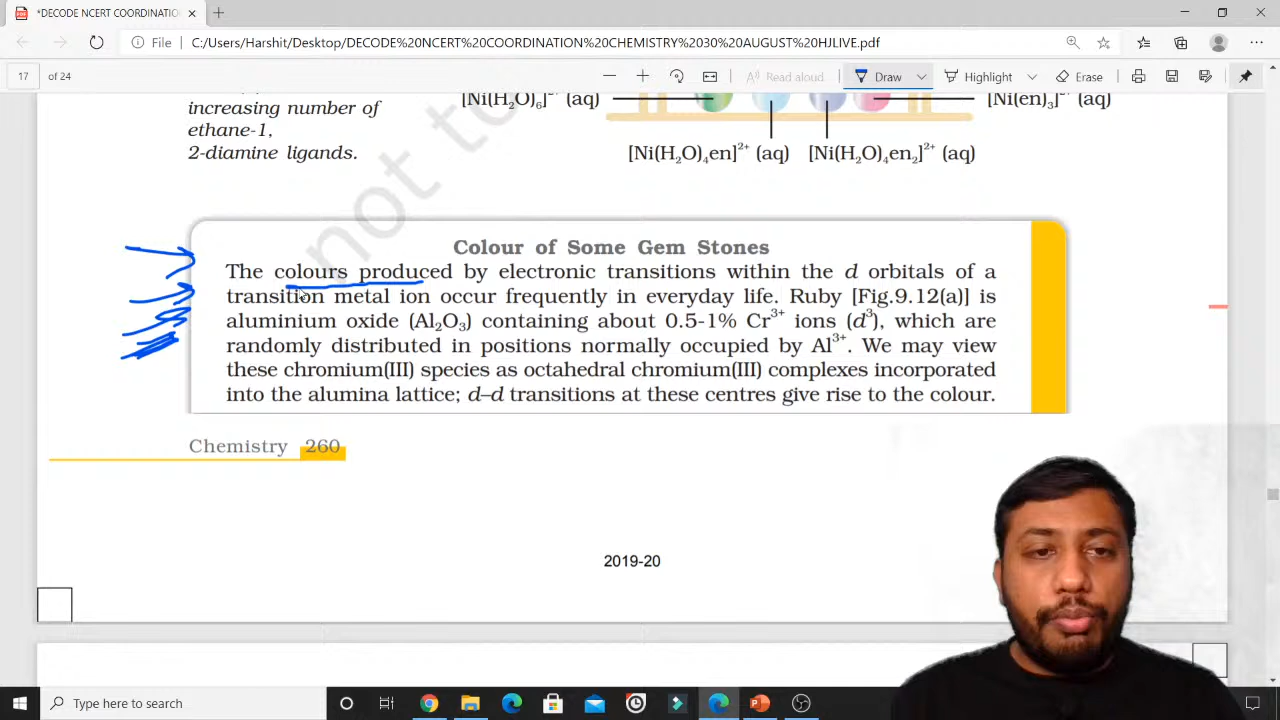 *DECODE NCERT COORDINATIO
File
C:/Users/Harshit/Desktop/DECODE%20NCERT%20COORDINATION%20CHEMISTRY%2030%20AUGUST%20HJLIVE.pdf
17 of 24
Read aloud
Draw
Highlight
Erase
increasing number of
ethane-1,
2-diamine ligands.
[Ni(H₂O)₆]²⁺ (aq)
[Ni(en)₃]²⁺ (aq)
[Ni(H₂O)₄en]²⁺ (aq) [Ni(H₂O)₄en₂]²⁺ (aq)
not to
Colour of Some Gem Stones
The colours produced by electronic transitions within the d orbitals of a
transition metal ion occur frequently in everyday life. Ruby [Fig.9.12(a)] is
aluminium oxide (Al₂O₃) containing about 0.5-1% Cr³⁺ ions (d³), which are
randomly distributed in positions normally occupied by Al³⁺. We may view
these chromium(III) species as octahedral chromium(III) complexes incorporated
into the alumina lattice; d–d transitions at these centres give rise to the colour.
Chemistry 260
2019-20
Type here to search